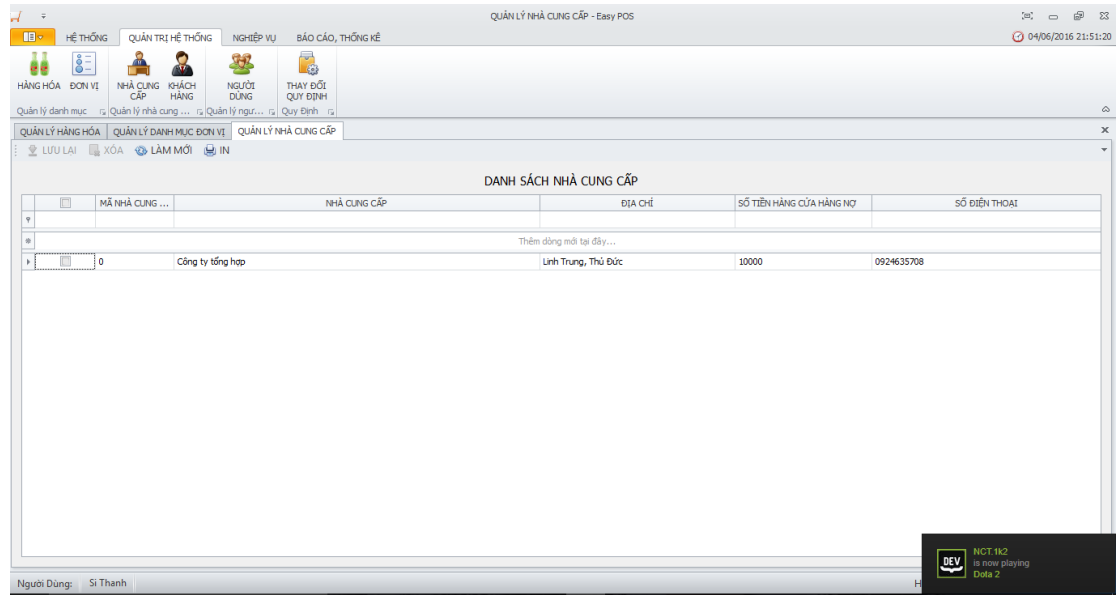 QUẢN LÝ NHÀ CUNG CẤP - Easy POS
HỆ THỐNG QUẢN TRỊ HỆ THỐNG NGHIỆP VỤ BÁO CÁO, THỐNG KÊ 04/06/2016 21:51:20
HÀNG HÓA ĐƠN VỊ NHÀ CUNG CẤP KHÁCH HÀNG NGƯỜI DÙNG THAY ĐỔI QUY ĐỊNH
Quản lý danh mục Quản lý nhà cung ... Quản lý ngư... Quy Định
QUẢN LÝ HÀNG HÓA QUẢN LÝ DANH MỤC ĐƠN VỊ QUẢN LÝ NHÀ CUNG CẤP
LƯU LẠI XÓA LÀM MỚI IN
DANH SÁCH NHÀ CUNG CẤP
MÃ NHÀ CUNG ... NHÀ CUNG CẤP ĐỊA CHỈ SỐ TIỀN HÀNG CỬA HÀNG NỢ SỐ ĐIỆN THOẠI
Thêm dòng mới tại đây...
0 Công ty tổng hợp Linh Trung, Thủ Đức 10000 0924635708
NCT.1k2
DEV is now playing
Dota 2
Người Dùng: Si Thanh H